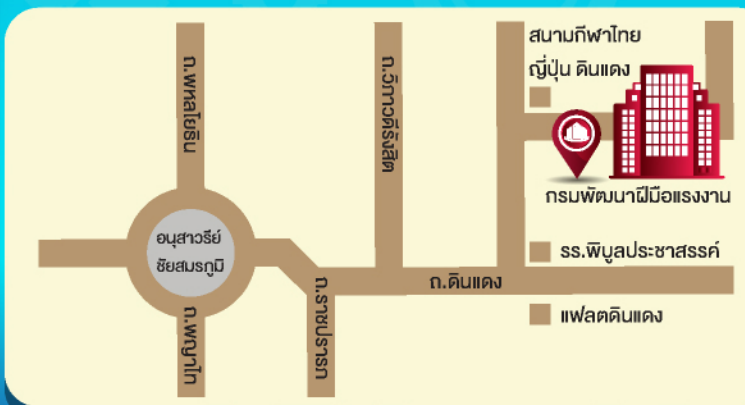 สนามกีฬาไทย
ญี่ปุ่น ดินแดง
ถ.พหลโยธิน
ถ.วิภาวดีรังสิต
กรมพัฒนาฝีมือแรงงาน
อนุสาวรีย์
ชัยสมรภูมิ
รร.พิบูลประชาสรรค์
ถ.ดินแดง
ถ.ราชปรารภ
ถ.พญาไท
แฟลตดินแดง